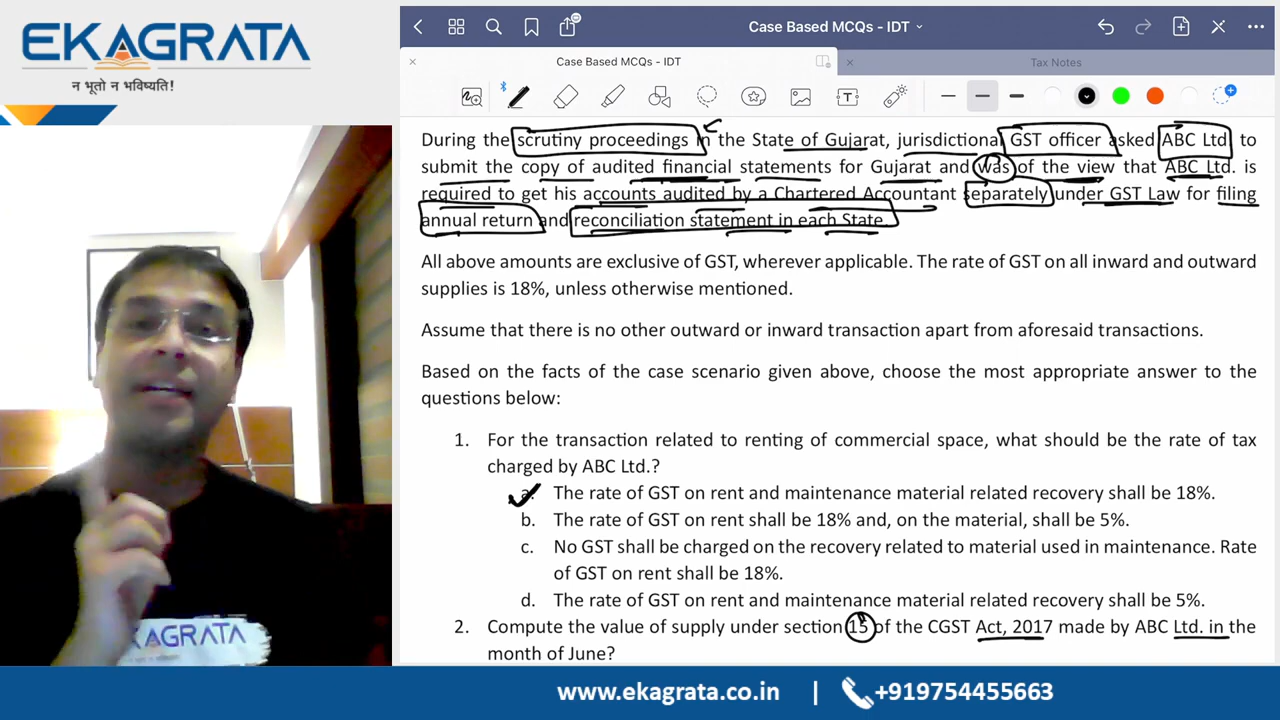 EKAGRATA
न भूतो न भविष्यति!
Case Based MCQs - IDT
Case Based MCQs - IDT
Tax Notes
During the scrutiny proceedings in the State of Gujarat, jurisdictional GST officer asked ABC Ltd. to
submit the copy of audited financial statements for Gujarat and was of the view that ABC Ltd. is
required to get his accounts audited by a Chartered Accountant separately under GST Law for filing
annual return and reconciliation statement in each State.
All above amounts are exclusive of GST, wherever applicable. The rate of GST on all inward and outward
supplies is 18%, unless otherwise mentioned.
Assume that there is no other outward or inward transaction apart from aforesaid transactions.
Based on the facts of the case scenario given above, choose the most appropriate answer to the
questions below:
1. For the transaction related to renting of commercial space, what should be the rate of tax
charged by ABC Ltd.?
a. The rate of GST on rent and maintenance material related recovery shall be 18%.
b. The rate of GST on rent shall be 18% and, on the material, shall be 5%.
c. No GST shall be charged on the recovery related to material used in maintenance. Rate
of GST on rent shall be 18%.
d. The rate of GST on rent and maintenance material related recovery shall be 5%.
2. Compute the value of supply under section 15 of the CGST Act, 2017 made by ABC Ltd. in the
month of June?
EKAGRATA
www.ekagrata.co.in | +919754455663